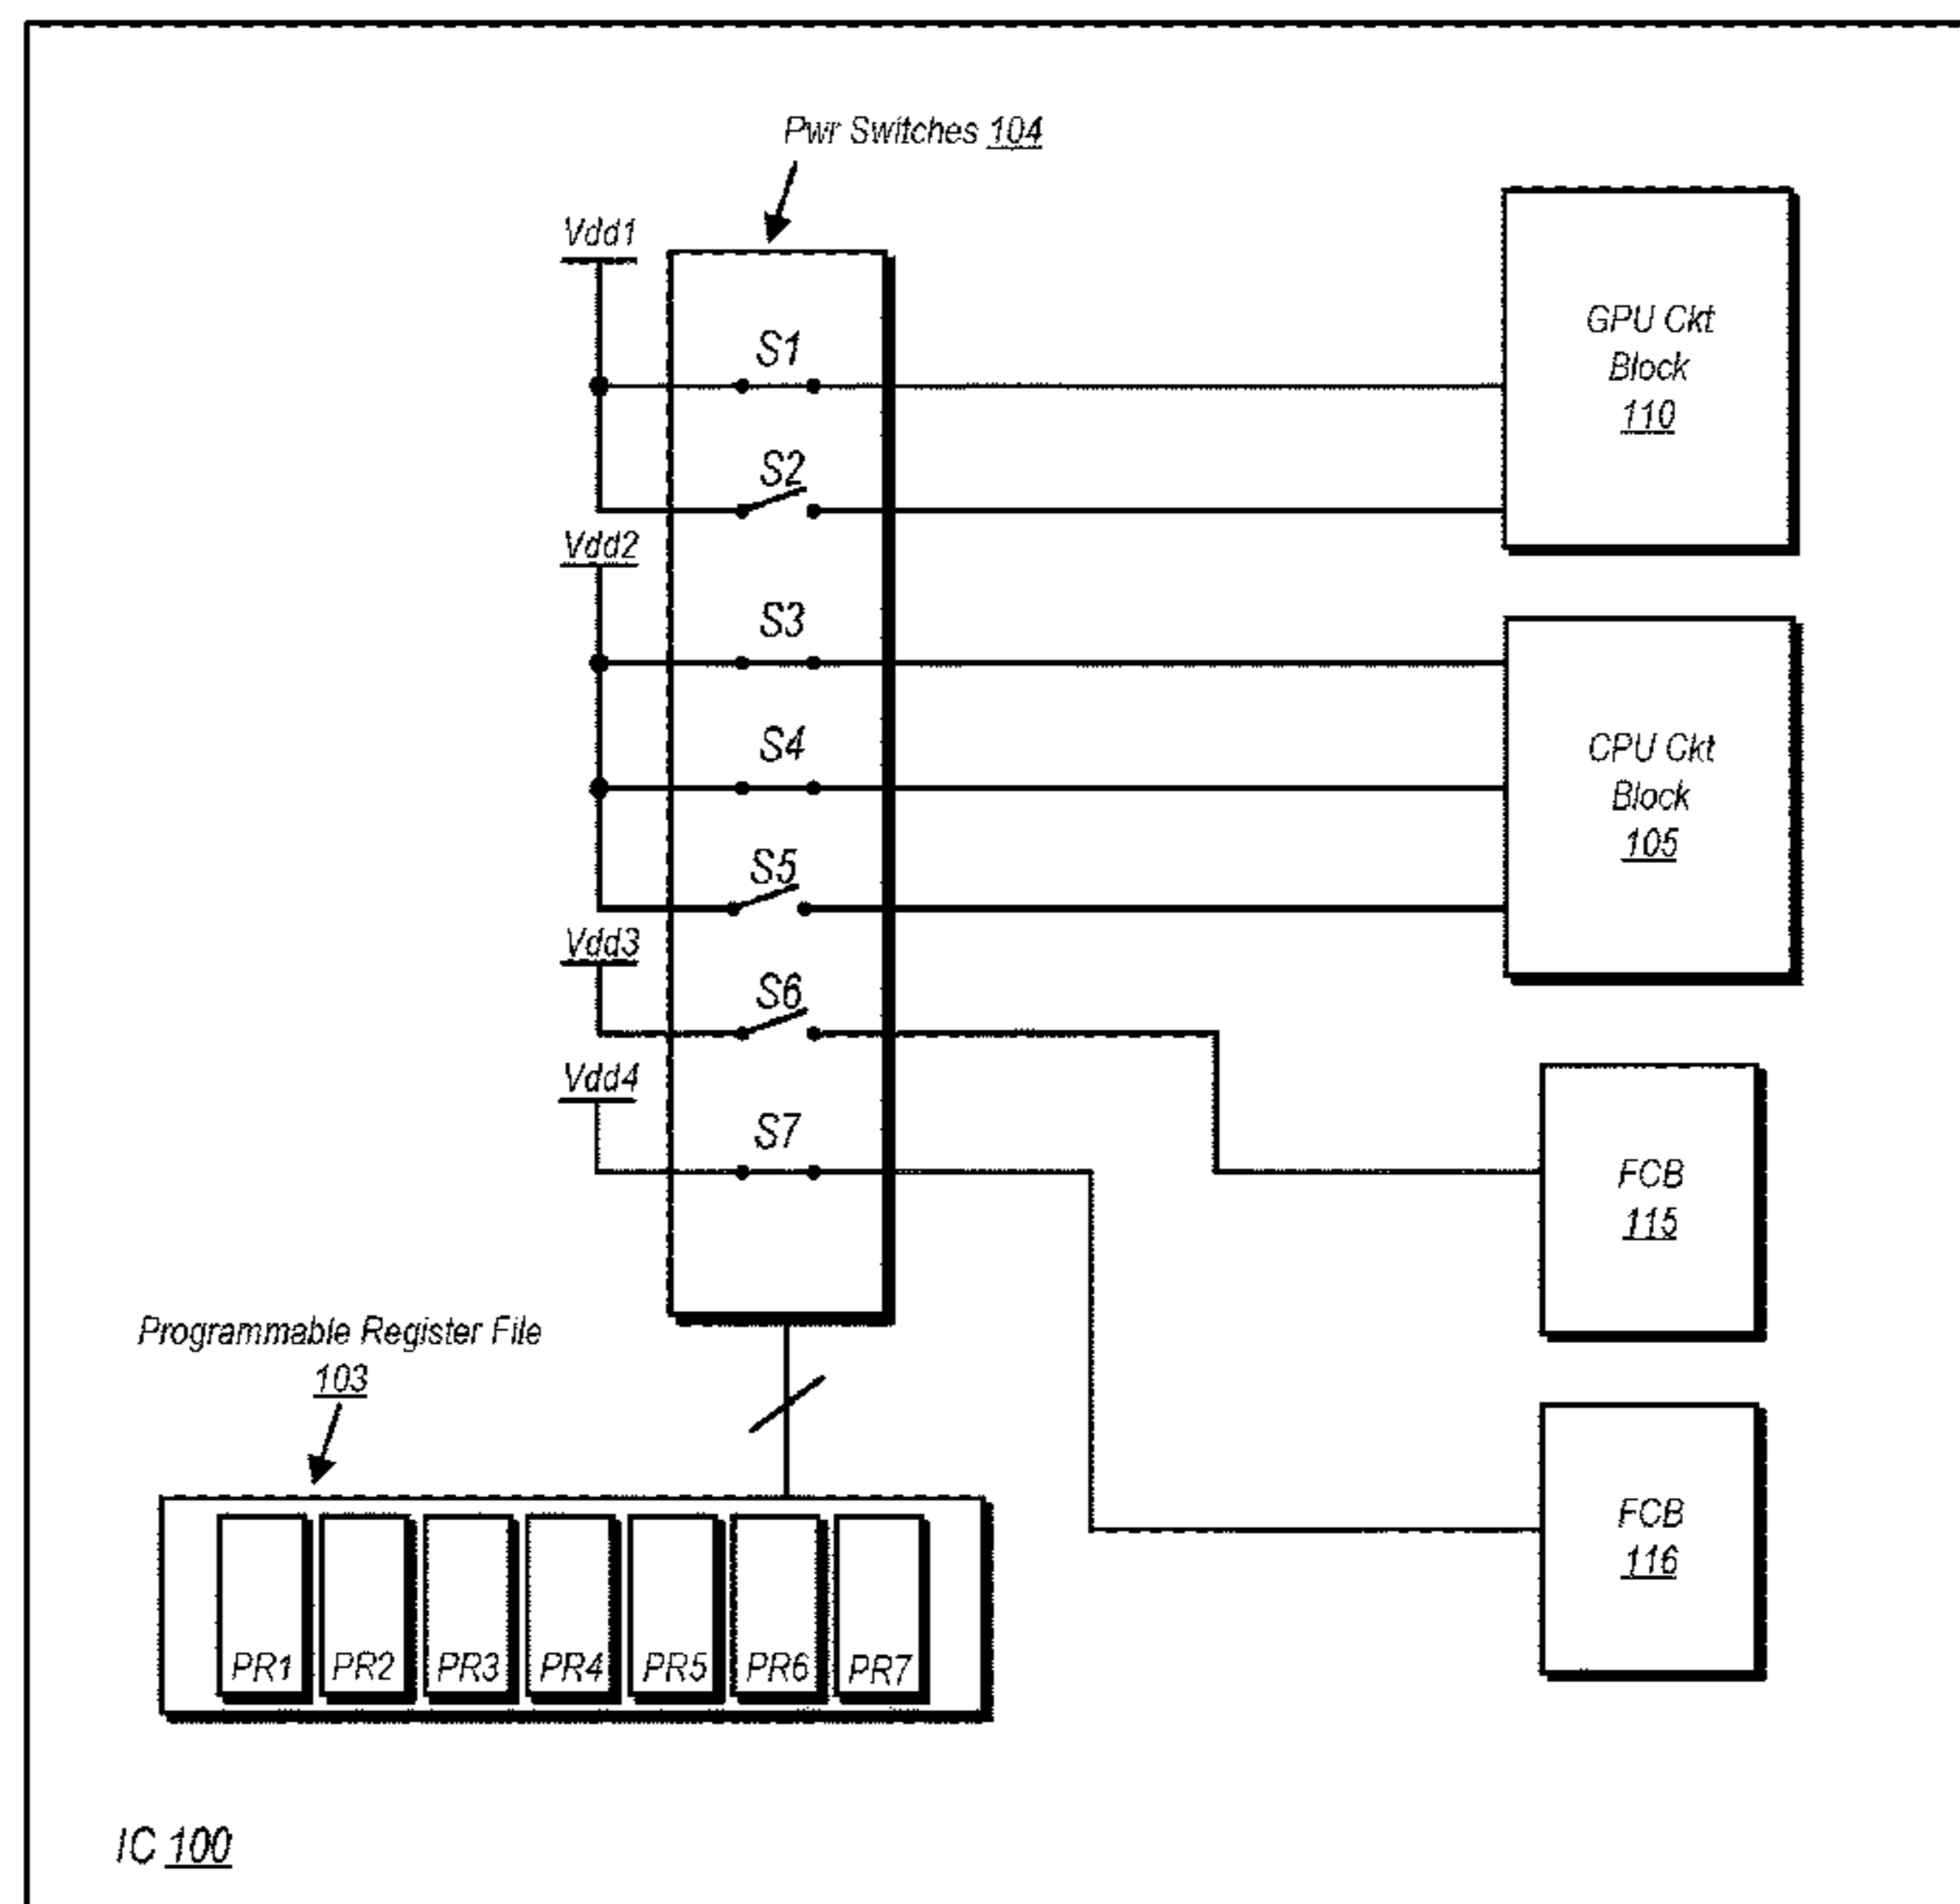 Pwr Switches 104
Vdd1
S1
GPU Ckt
Block
110
S2
Vdd2
S3
S4
CPU Ckt
Block
105
S5
Vdd3
S6
Vdd4
S7
FCB
115
Programmable Register File
103
FCB
116
PR1 PR2 PR3 PR4 PR5 PR6 PR7
IC 100